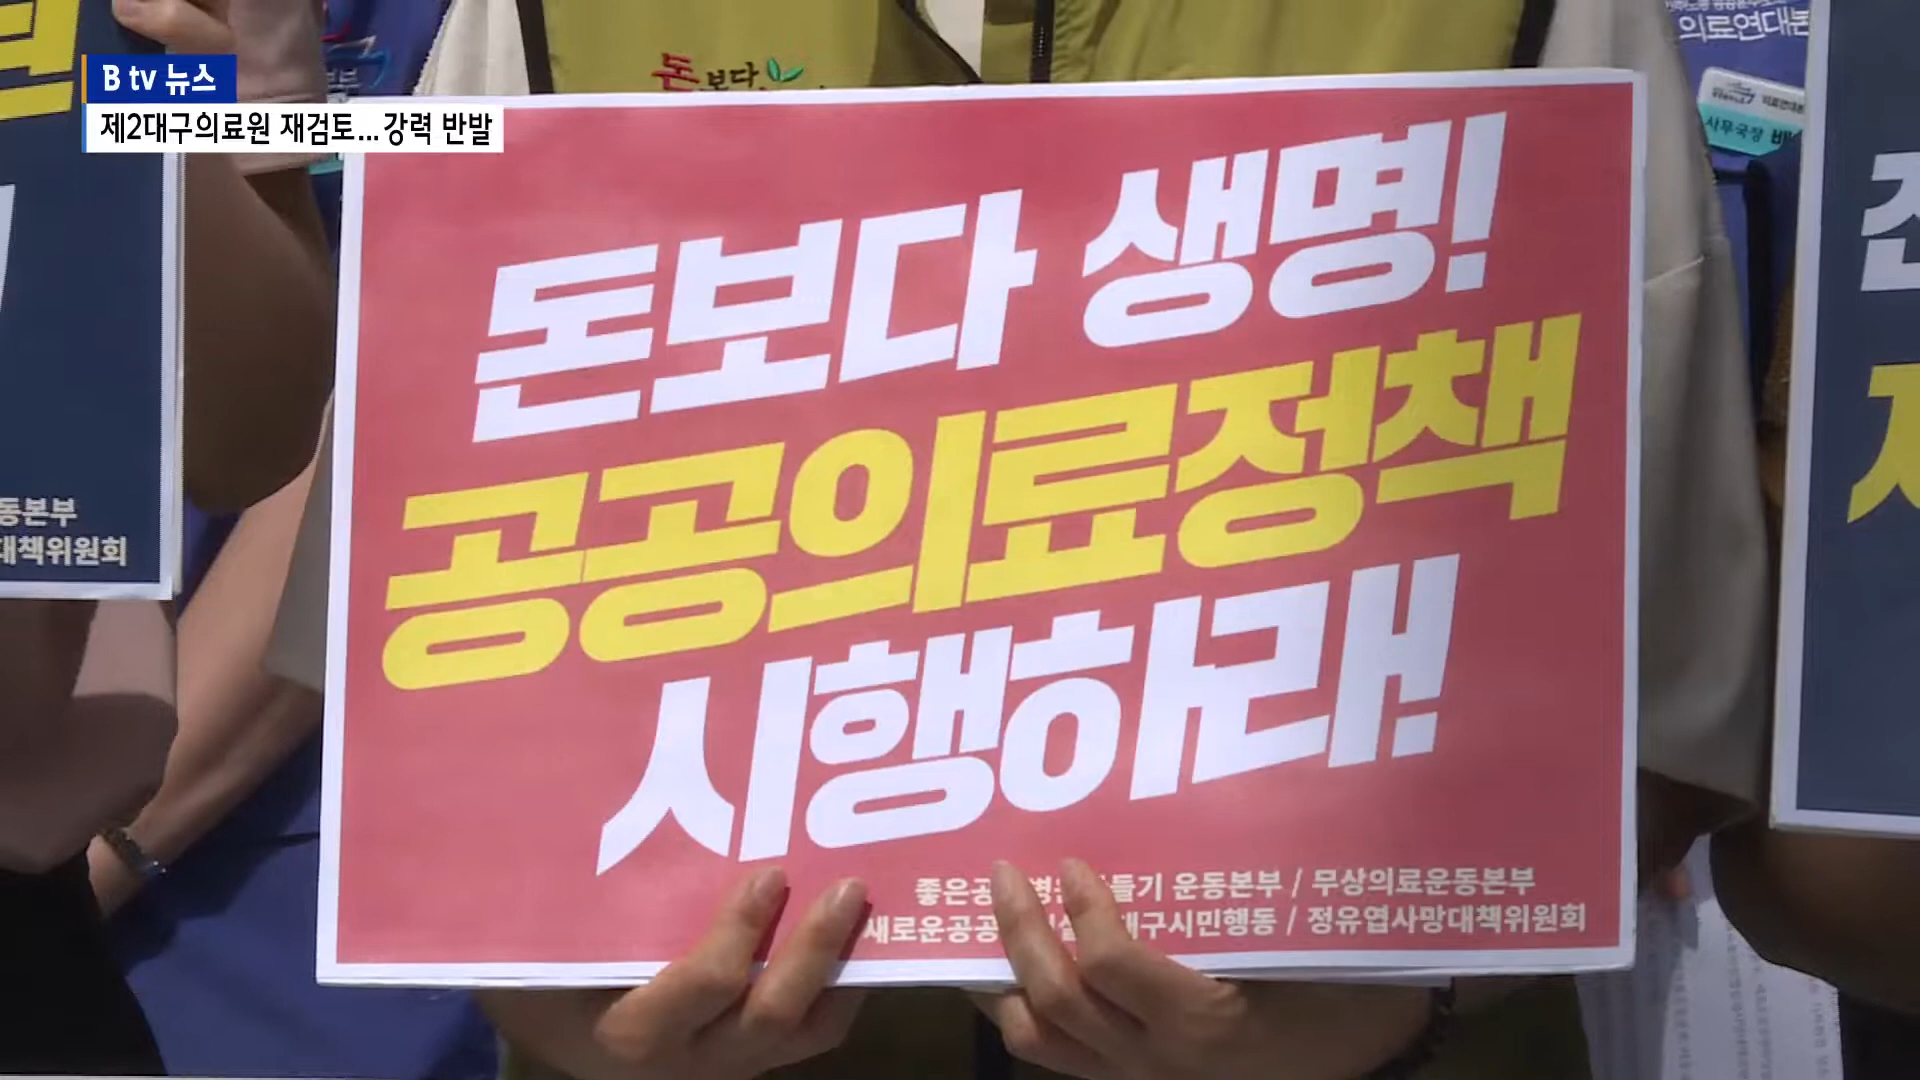 B tv 뉴스
제2대구의료원 재검토...강력 반발
돈보다
의료연대본
사무국장
돈보다 생명!
공공의료정책
시행하라!
좋은공 병 들기 운동본부 / 무상의료운동본부
새로운공공 대구시민행동 / 정유엽사망대책위원회
동본부
대책위원회